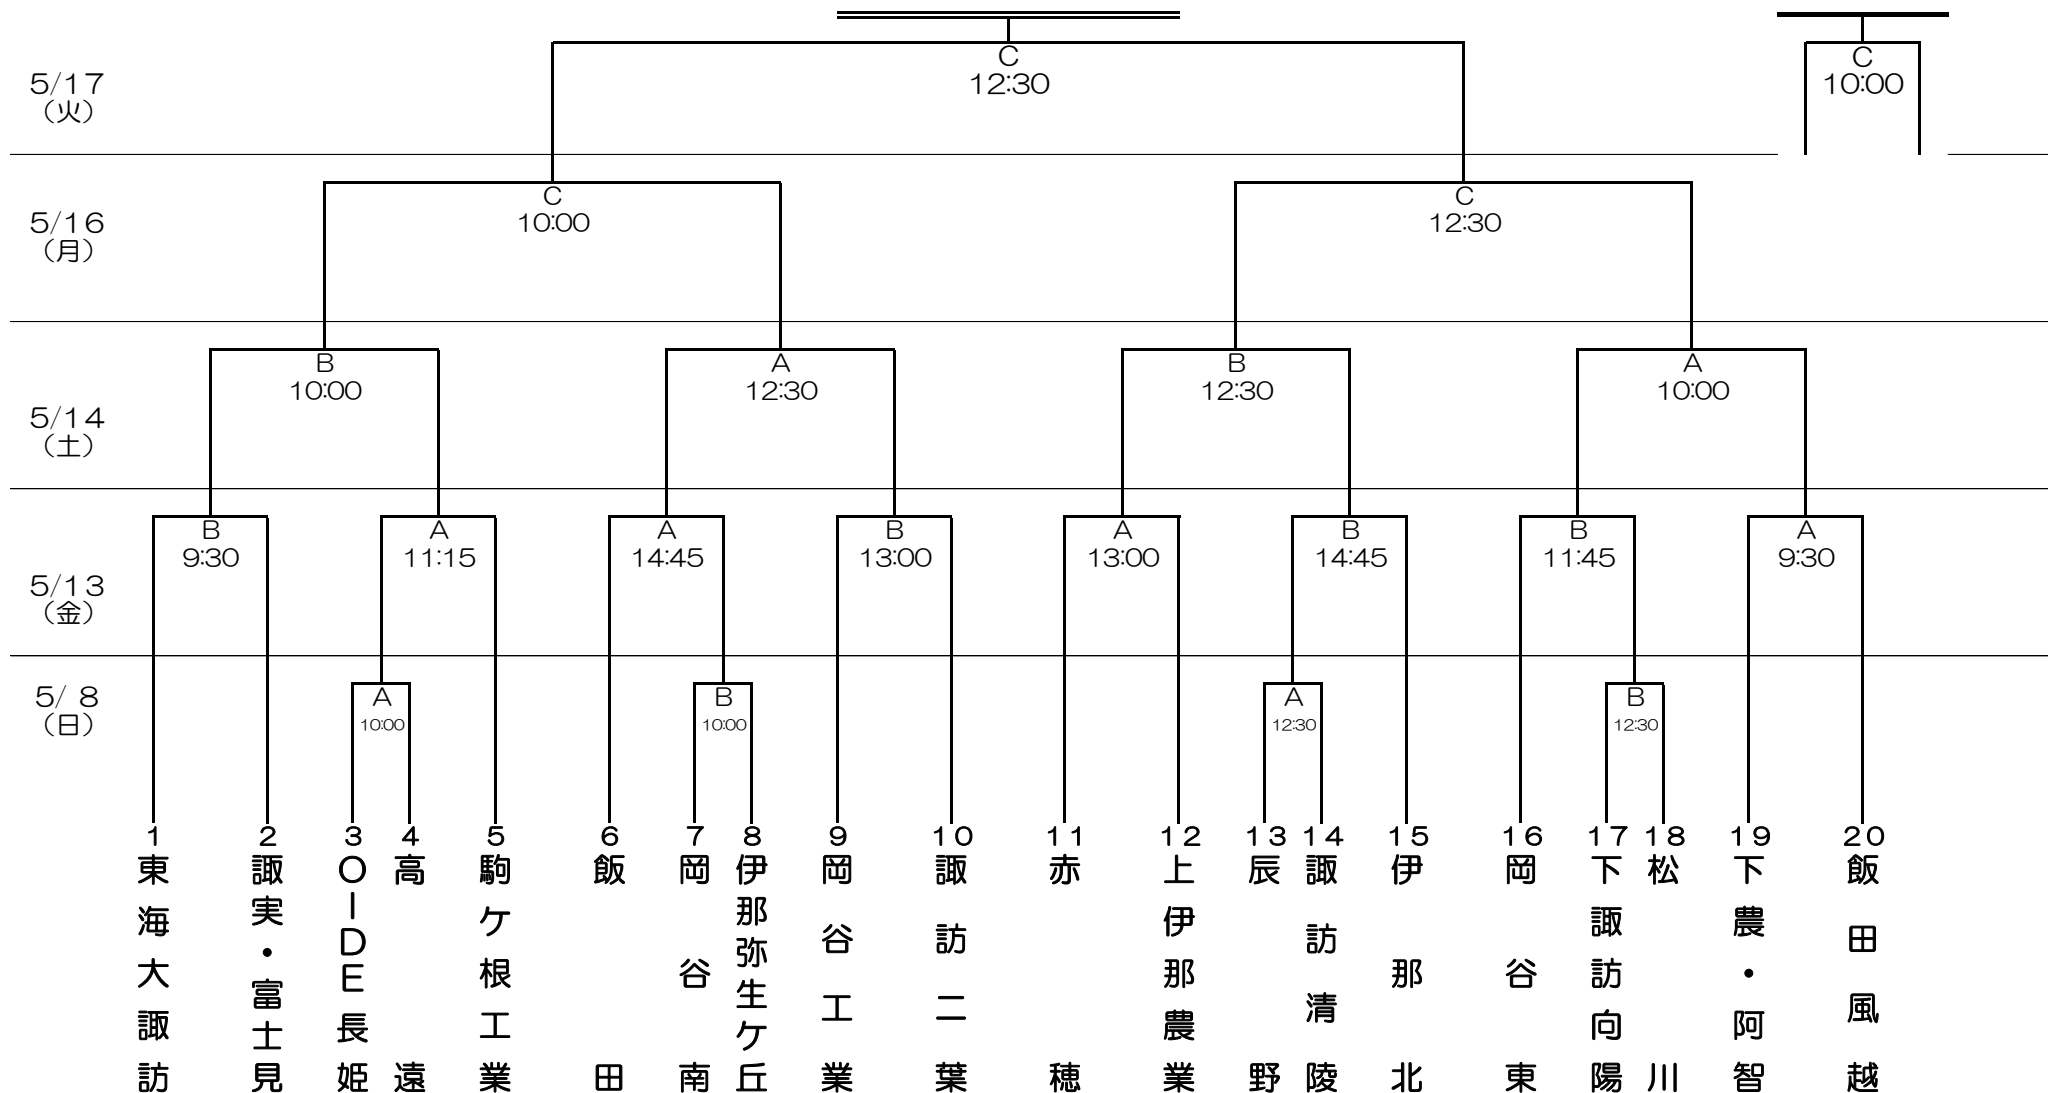 C
C
5/17
12:30
10:00
（火）
C
C
5/16
10:00
12:30
（月）
B
A
B
A
10:00
12:30
12:30
10:00
5/14
（土）
B
A
A
B
A
B
B
A
9:30
11:15
14:45
13:00
13:00
14:45
11:45
9:30
5/13
（金）
5/ 8
A
B
A
B
（日）
10:00
10:00
12:30
12:30
1
2
3
4
5
6
7
8
9
10
11
12
13
14
15
16
17
18
19
20
東海大諏訪
諏実・富士見
OIDE長姫
高遠
駒ケ根工業
飯田
岡谷南
伊那弥生ケ丘
岡谷工業
諏訪二葉
赤穂
上伊那農業
辰野
諏訪清陵
伊那北
岡谷東
下諏訪向陽
松川
下農・阿智
飯田風越